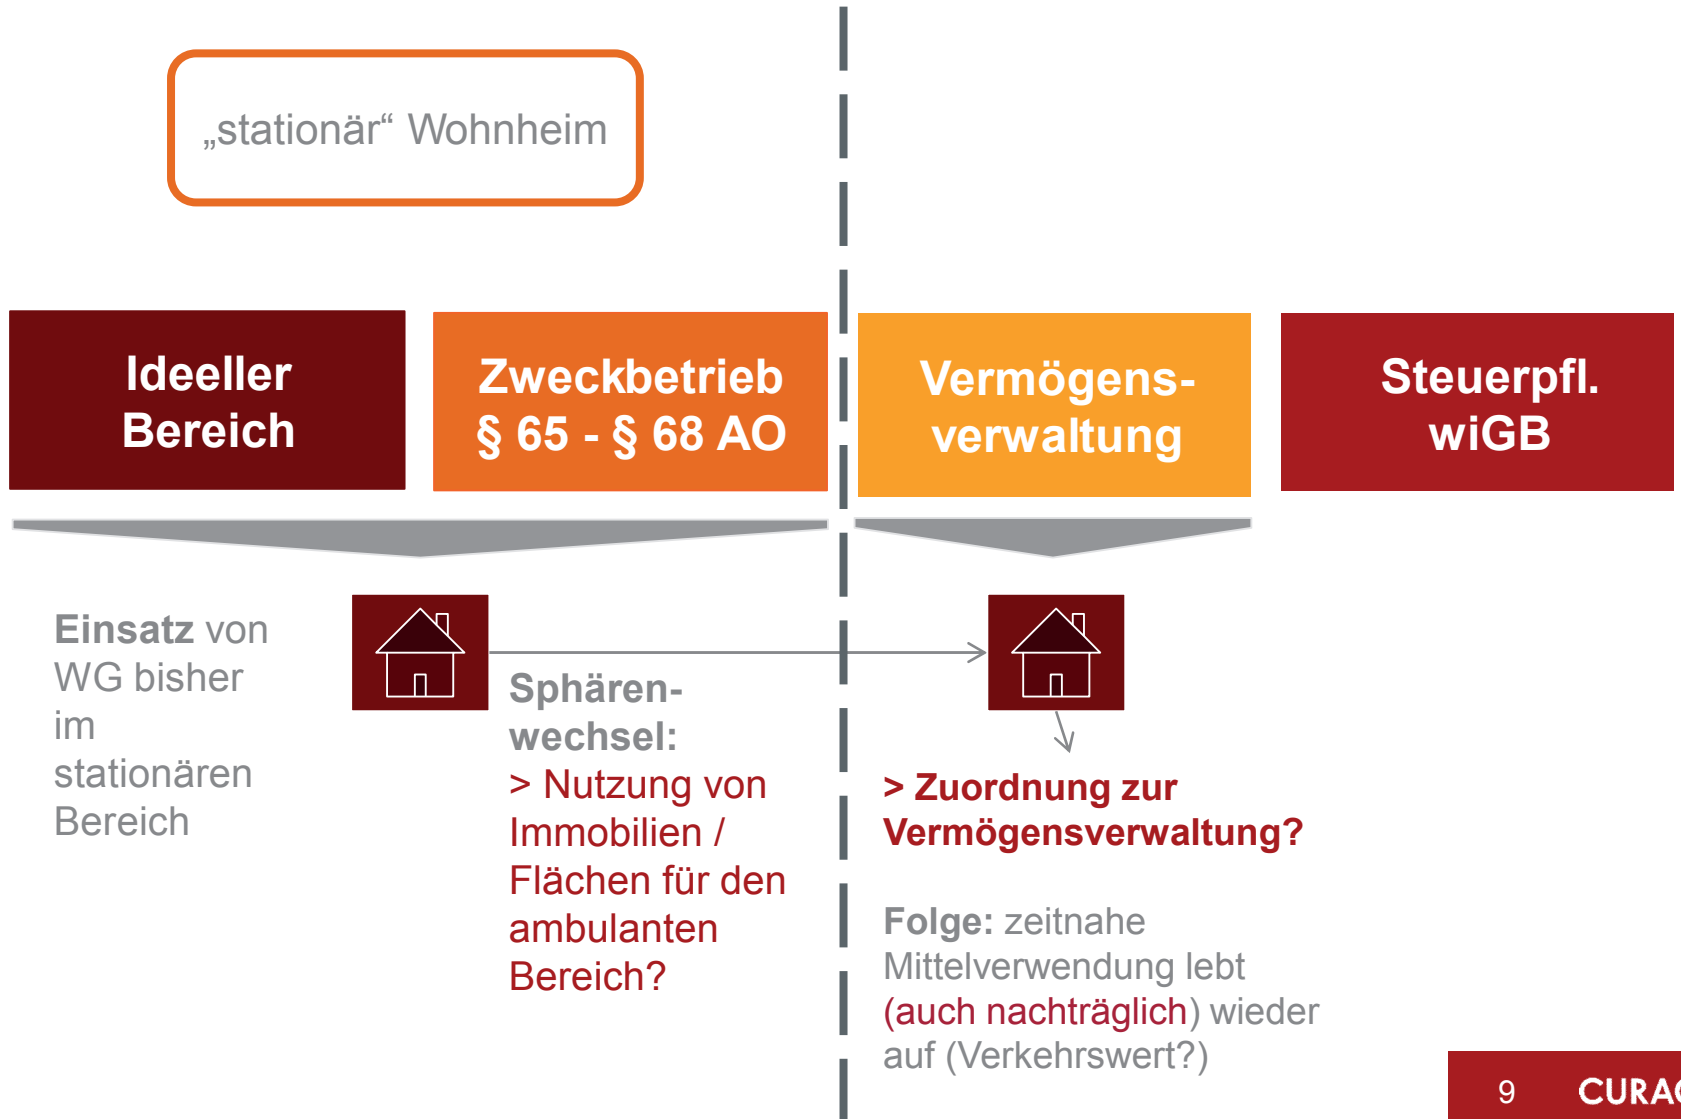 „stationär“ Wohnheim
Ideeller
Bereich
Zweckbetrieb
§ 65 - § 68 AO
Vermögens-
verwaltung
Steuerpfl.
wiGB
Einsatz von
WG bisher
im
stationären
Bereich
Sphären-
wechsel:
> Nutzung von
Immobilien /
Flächen für den
ambulanten
Bereich?
> Zuordnung zur
Vermögensverwaltung?
Folge: zeitnahe
Mittelverwendung lebt
(auch nachträglich) wieder
auf (Verkehrswert?)
9